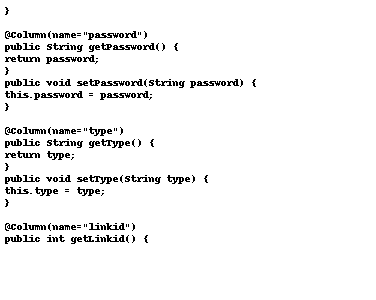 }

@Column(name="password")
public String getPassword() {
return password;
}
public void setPassword(String password) {
this.password = password;
}

@Column(name="type")
public String getType() {
return type;
}
public void setType(String type) {
this.type = type;
}

@Column(name="linkid")
public int getLinkid() {